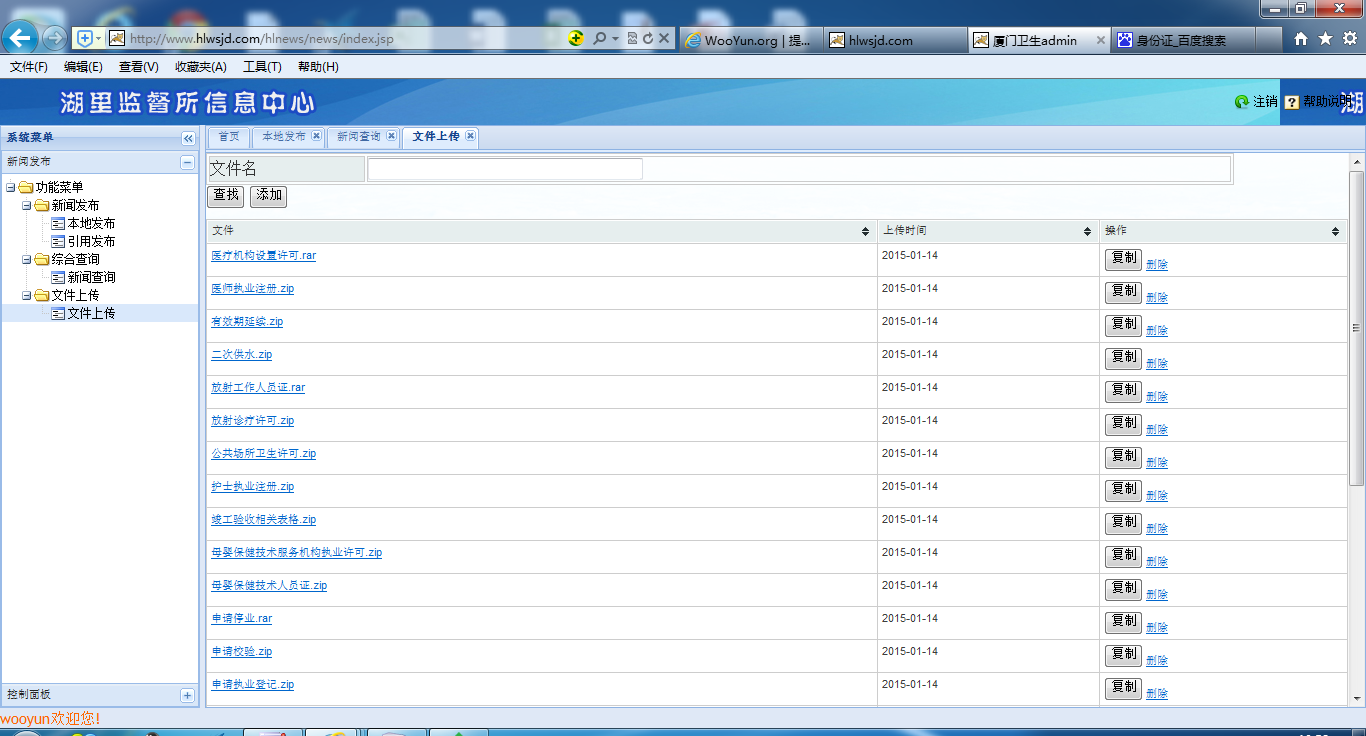 http://www.hlwsjd.com/hlnews/news/index.jsp
WooYun.org | 提...
hlwsjd.com
厦门卫生admin
身份证_百度搜索
文件(F) 编辑(E) 查看(V) 收藏夹(A) 工具(T) 帮助(H)
湖里监督所信息中心
注销 帮助说明
湖
系统菜单
首页 本地发布 新闻查询 文件上传
新闻发布
功能菜单
新闻发布
本地发布
引用发布
综合查询
新闻查询
文件上传
文件上传
控制面板
文件名
查找 添加
文件 上传时间 操作
医疗机构设置许可.rar 2015-01-14 复制 删除
医师执业注册.zip 2015-01-14 复制 删除
有效期延续.zip 2015-01-14 复制 删除
二次供水.zip 2015-01-14 复制 删除
放射工作人员证.rar 2015-01-14 复制 删除
放射诊疗许可.zip 2015-01-14 复制 删除
公共场所卫生许可.zip 2015-01-14 复制 删除
护士执业注册.zip 2015-01-14 复制 删除
竣工验收相关表格.zip 2015-01-14 复制 删除
母婴保健技术服务机构执业许可.zip 2015-01-14 复制 删除
母婴保健技术人员证.zip 2015-01-14 复制 删除
申请停业.rar 2015-01-14 复制 删除
申请校验.zip 2015-01-14 复制 删除
申请执业登记.zip 2015-01-14 复制 删除
wooyun欢迎您!